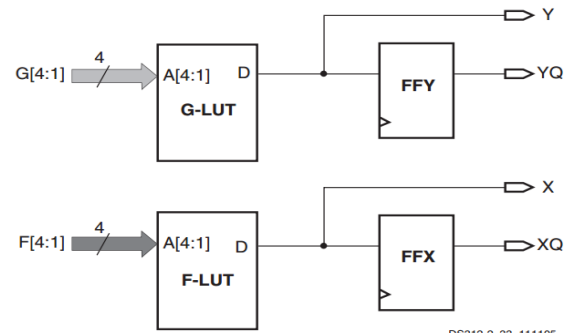 Y
4
G[4:1] A[4:1] D FFY YQ
G-LUT
X
4
F[4:1] A[4:1] D FFX XQ
F-LUT